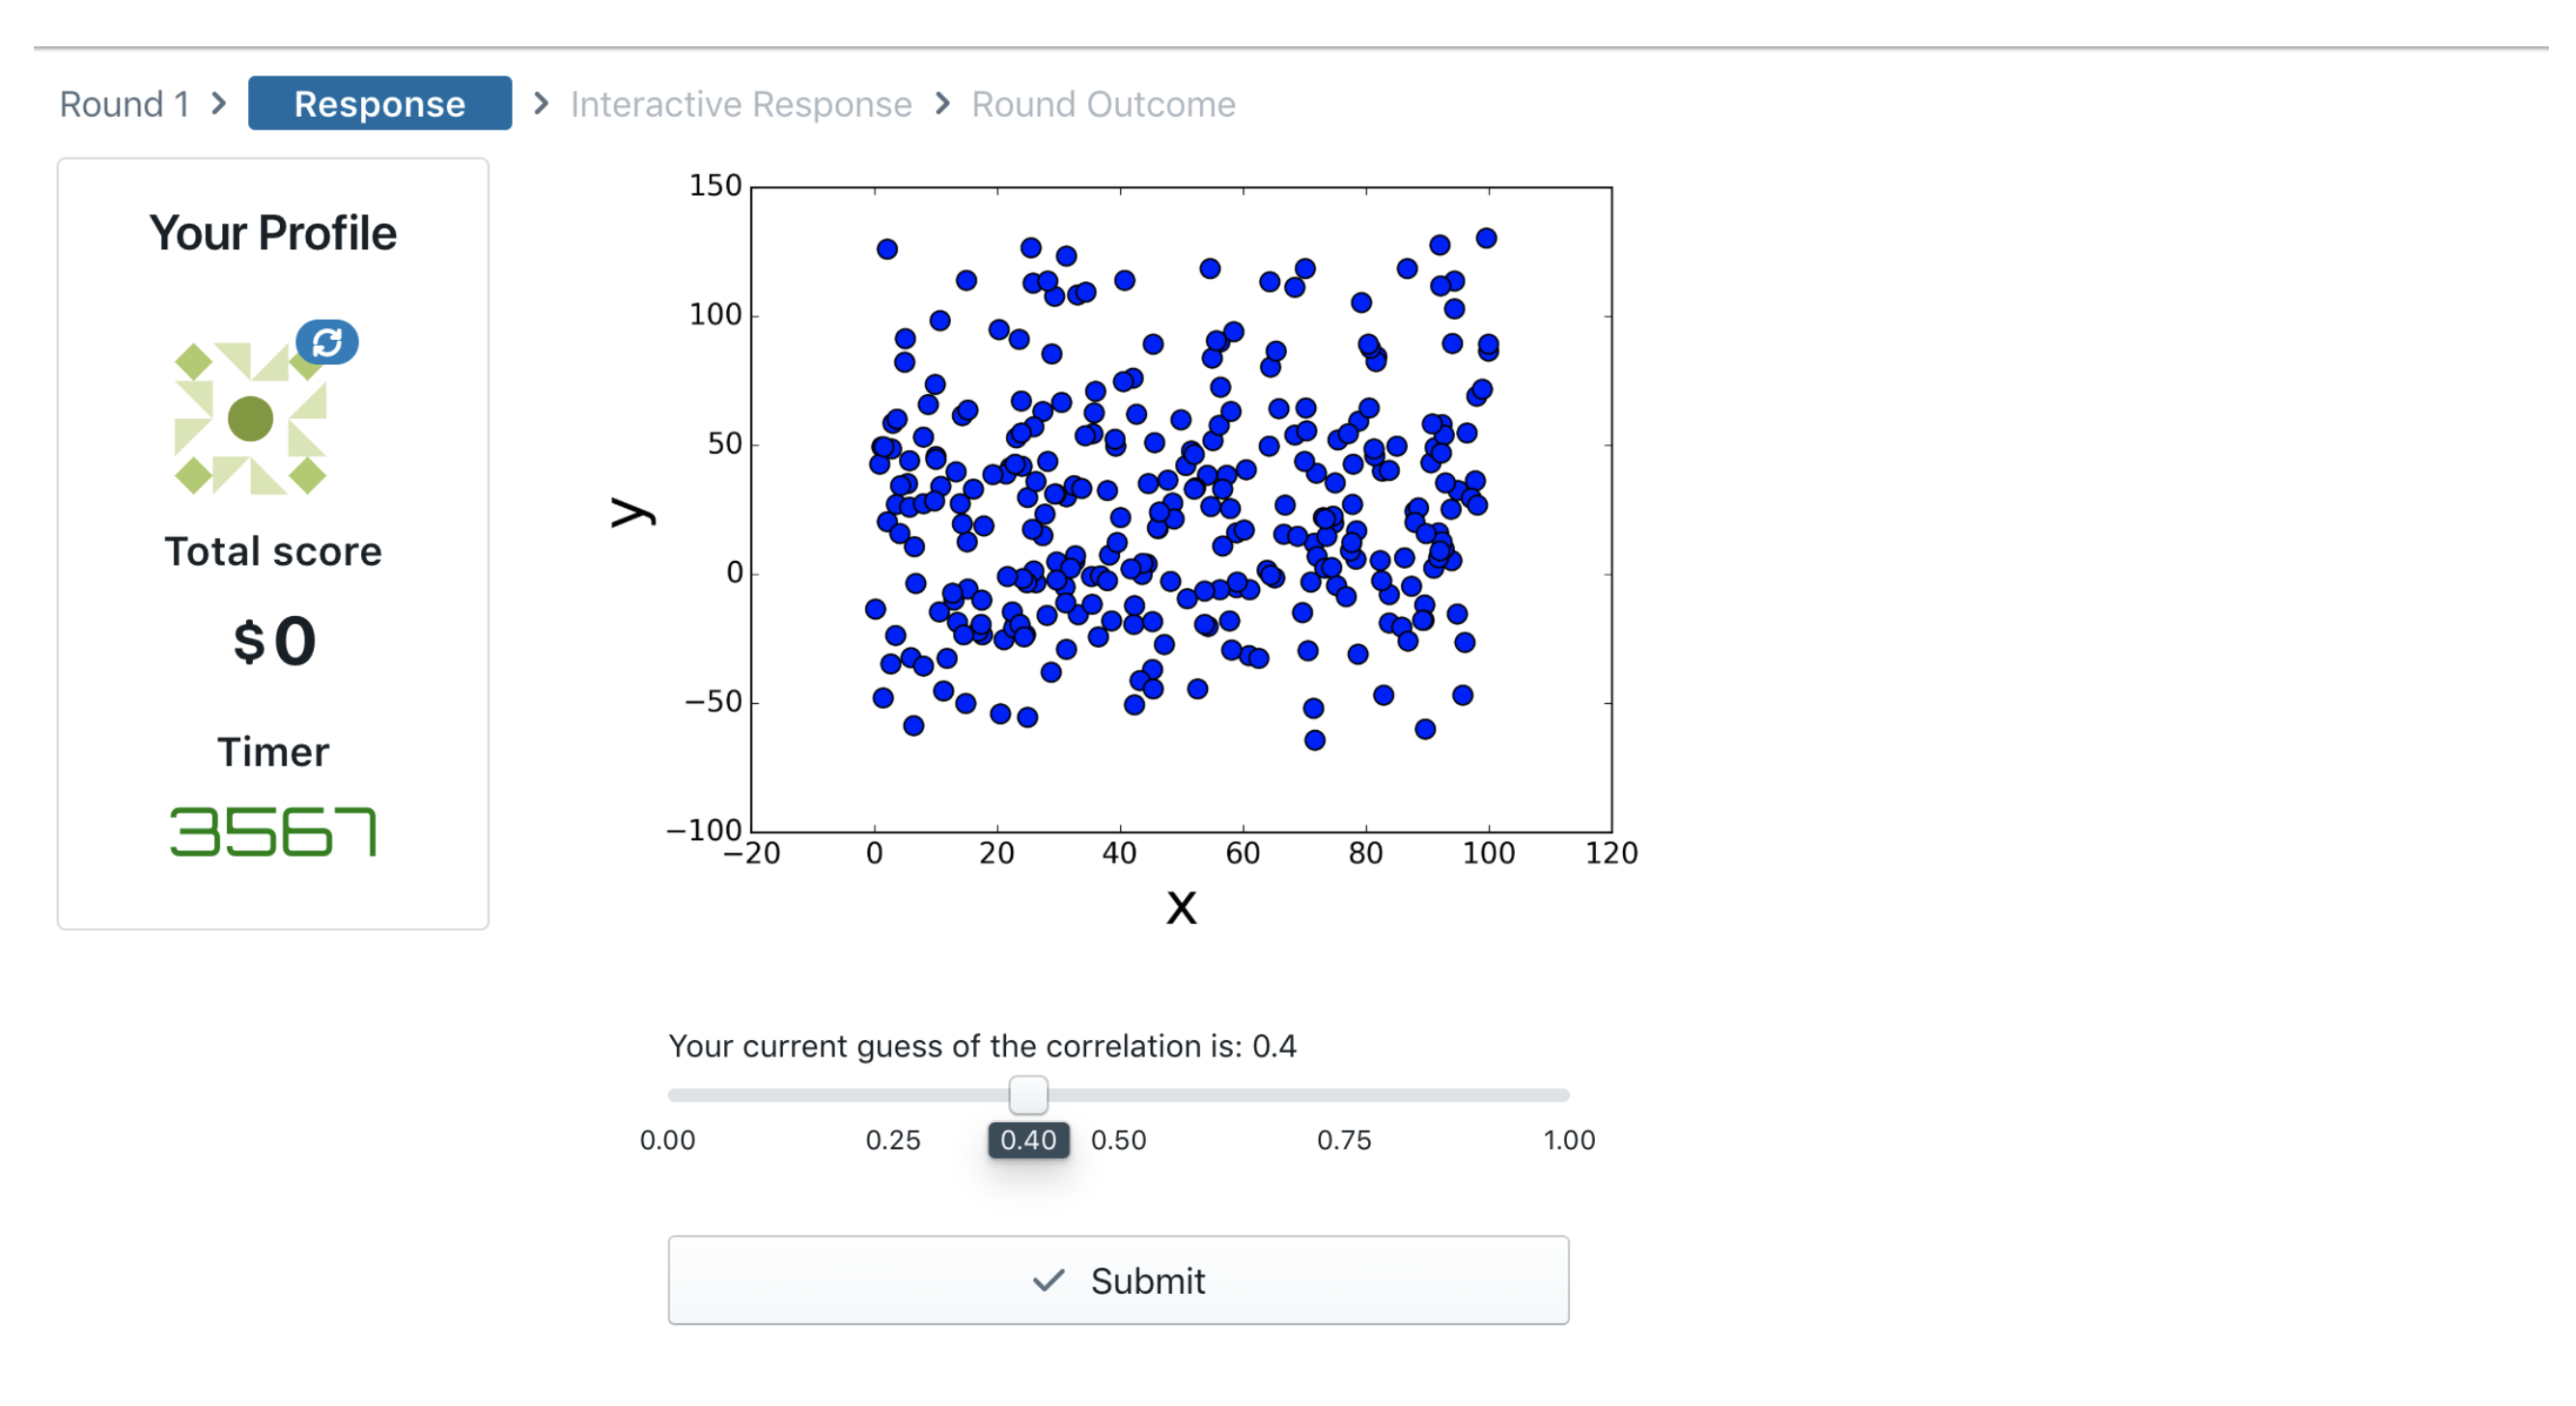 Round 1 > Response > Interactive Response > Round Outcome
Your Profile
Total score
$0
Timer
3567
150
100
50
0
−50
−100
−20 0 20 40 60 80 100 120
y
x
Your current guess of the correlation is: 0.4
0.00 0.25 0.40 0.50 0.75 1.00
Submit